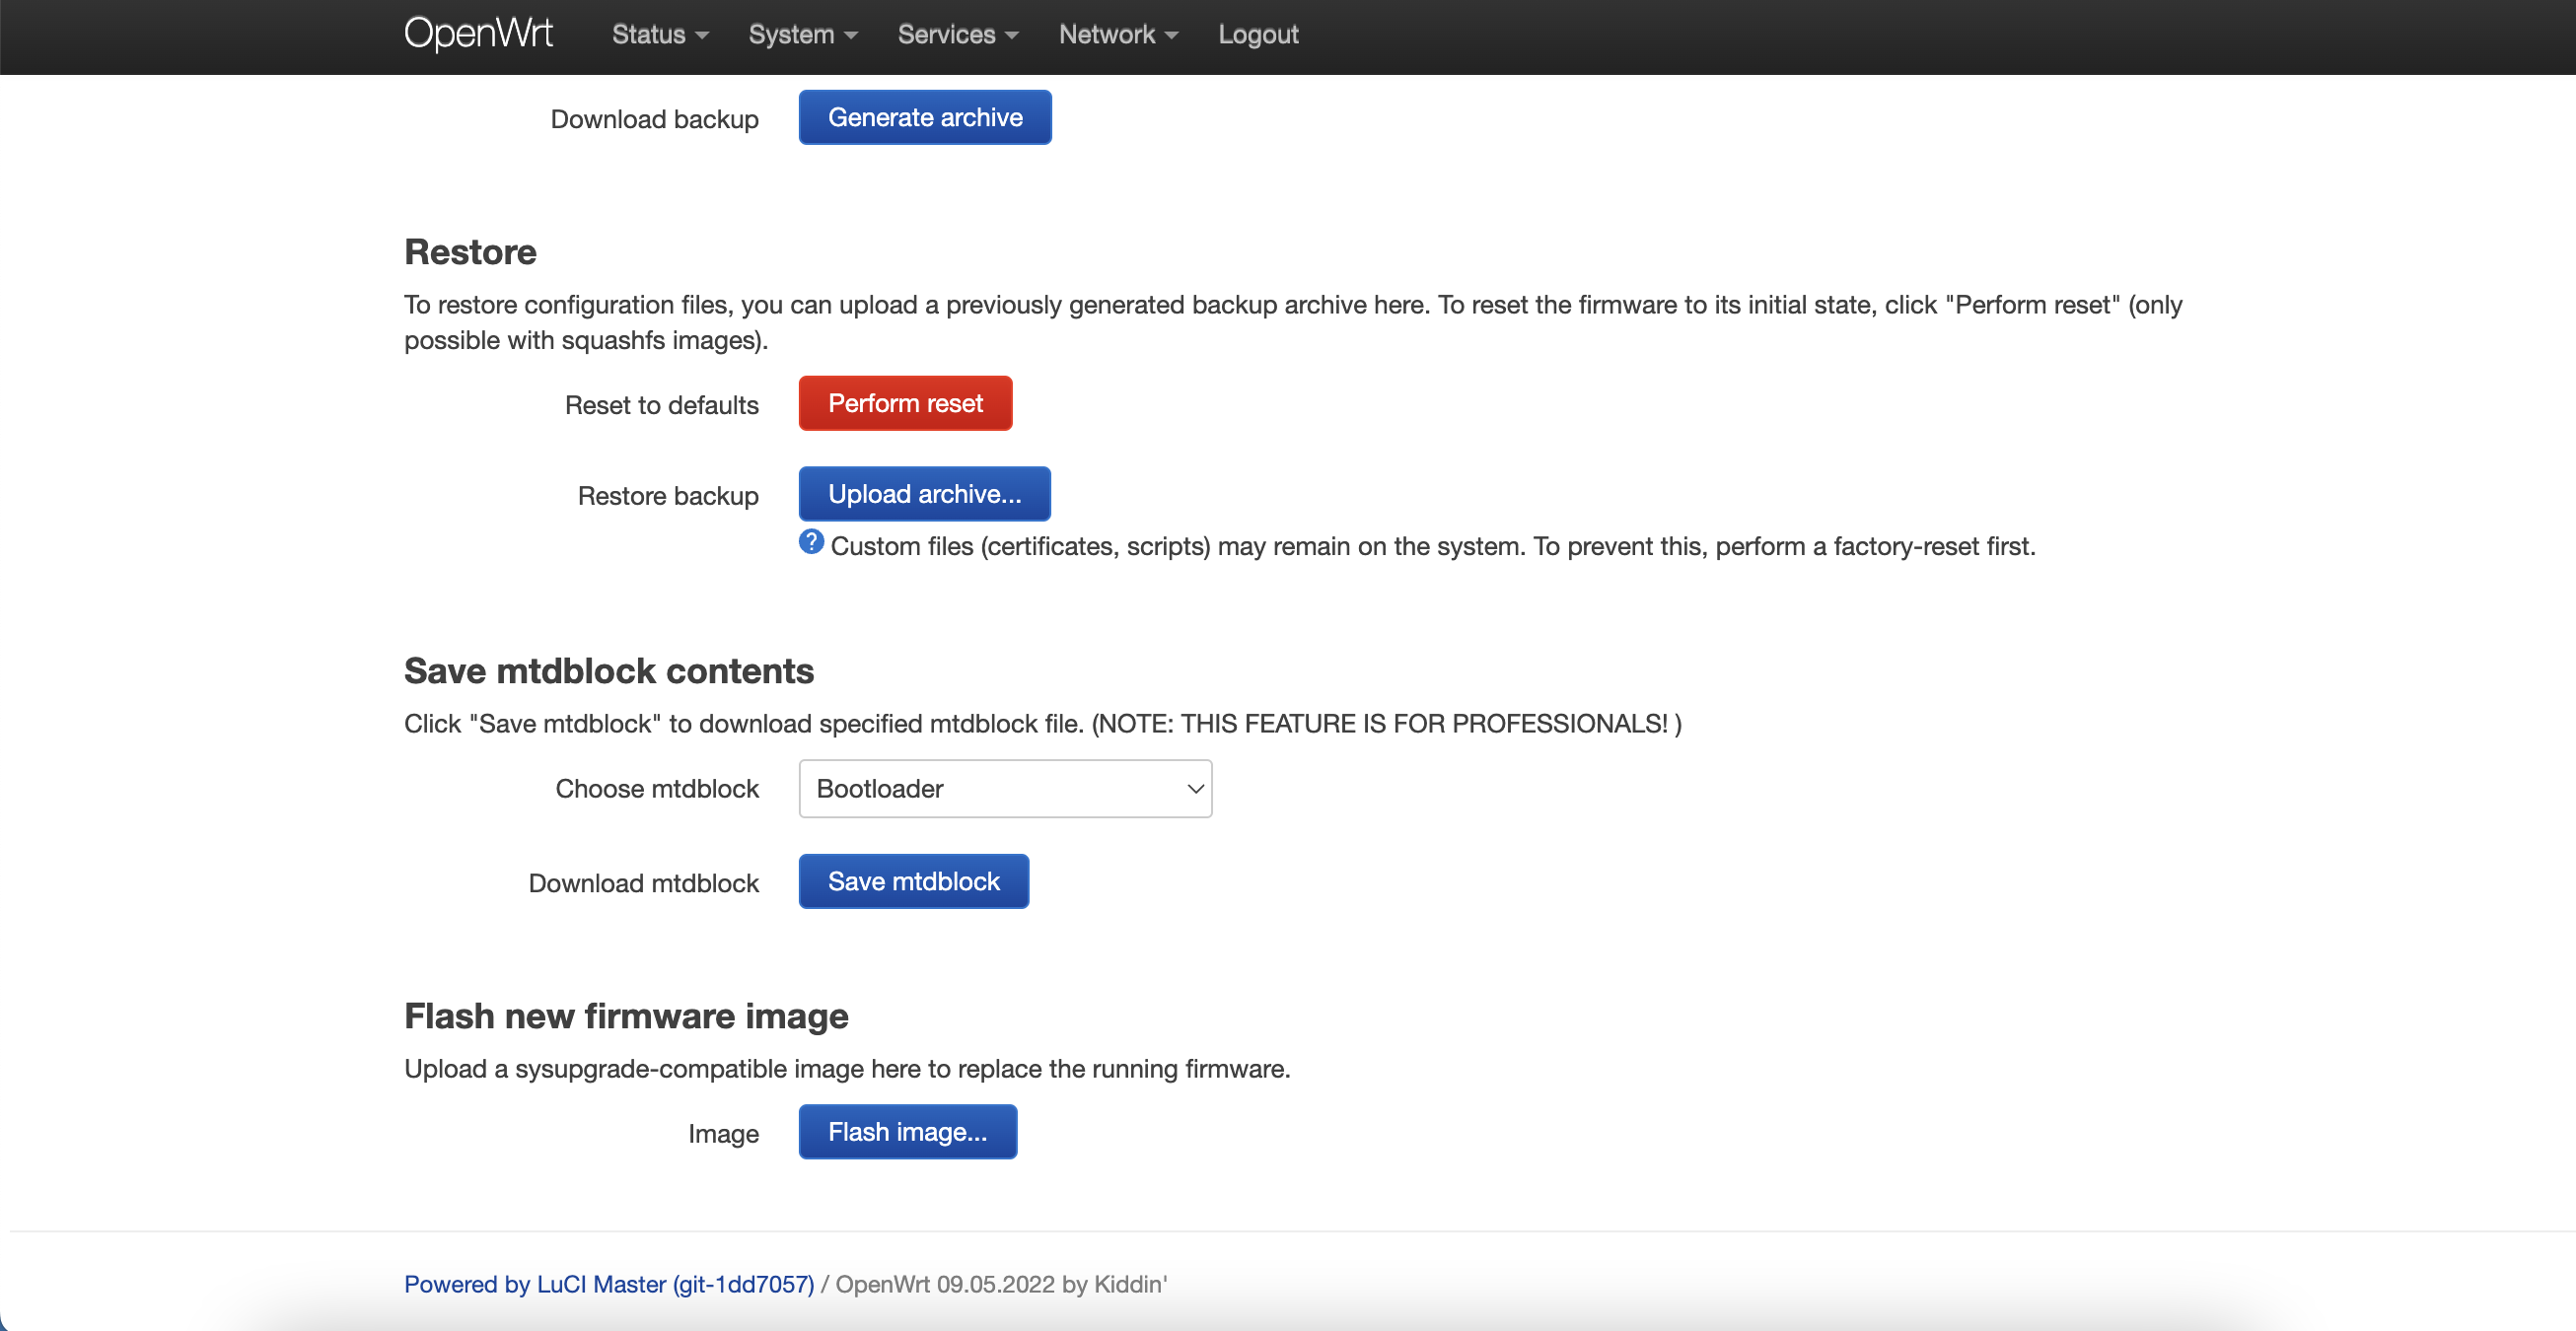 OpenWrt Status System Services Network Logout
Download backup Generate archive
Restore
To restore configuration files, you can upload a previously generated backup archive here. To reset the firmware to its initial state, click "Perform reset" (only
possible with squashfs images).
Reset to defaults Perform reset
Restore backup Upload archive...
? Custom files (certificates, scripts) may remain on the system. To prevent this, perform a factory-reset first.
Save mtdblock contents
Click "Save mtdblock" to download specified mtdblock file. (NOTE: THIS FEATURE IS FOR PROFESSIONALS! )
Choose mtdblock Bootloader
Download mtdblock Save mtdblock
Flash new firmware image
Upload a sysupgrade-compatible image here to replace the running firmware.
Image Flash image...
Powered by LuCI Master (git-1dd7057) / OpenWrt 09.05.2022 by Kiddin'